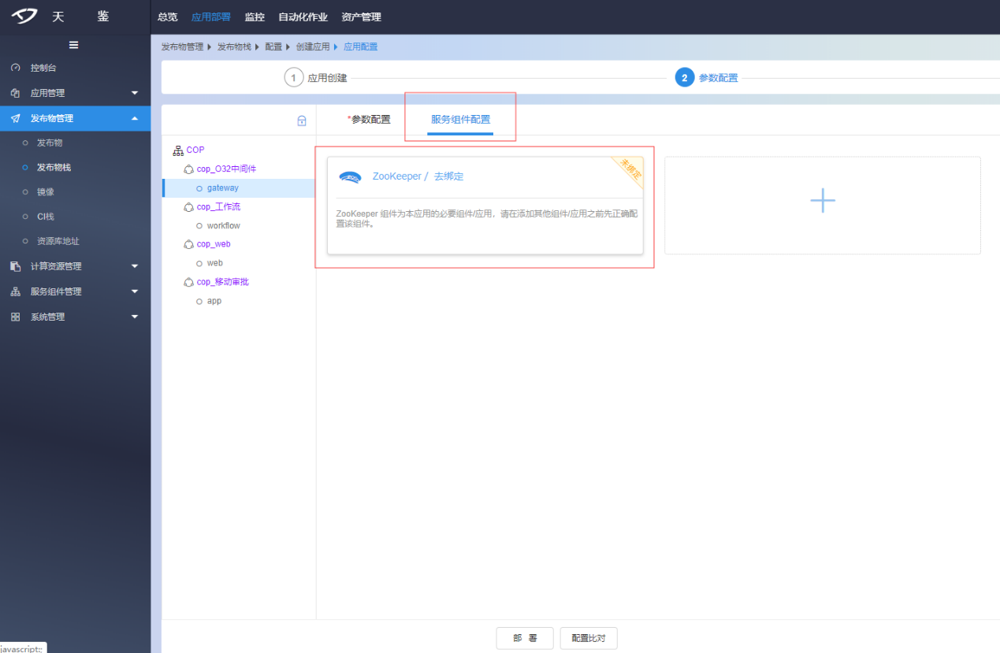 天 鉴
总览 应用部署 监控 自动化作业 资产管理
发布物管理 发布物栈 配置 创建应用 应用配置
控制台
应用管理
发布物管理
发布物
发布物栈
镜像
CI栈
资源库地址
计算资源管理
服务组件管理
系统管理
1 应用创建
2 参数配置
*参数配置 服务组件配置
COP
cop_O32中间件
gateway
cop_工作流
workflow
cop_web
web
cop_移动审批
app
ZooKeeper / 去绑定
未绑定
ZooKeeper 组件为本应用的必要组件/应用，请在添加其他组件/应用之前先正确配
置该组件。
部 署 配置比对
javascript:;